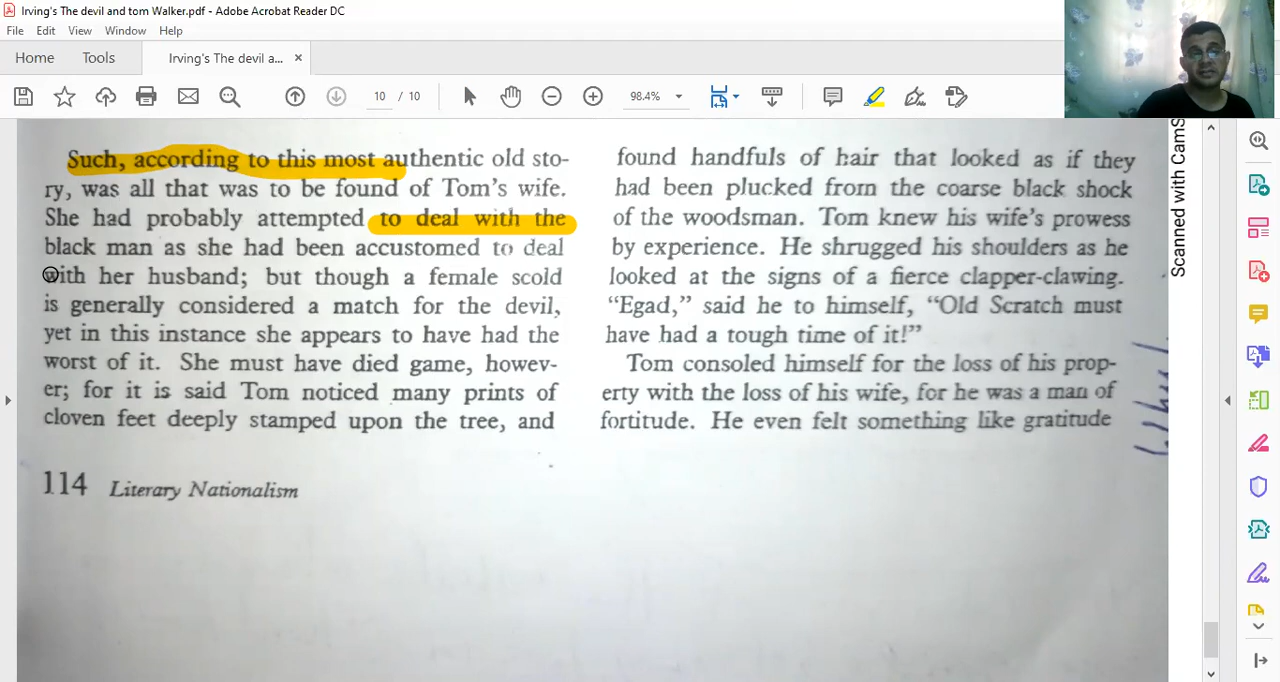 Irving's The devil and tom Walker.pdf - Adobe Acrobat Reader DC
File Edit View Window Help
Home Tools Irving's The devil a... ×
10 / 10 98.4%
Such, according to this most authentic old sto-
ry, was all that was to be found of Tom's wife.
She had probably attempted to deal with the
black man as she had been accustomed to deal
with her husband; but though a female scold
is generally considered a match for the devil,
yet in this instance she appears to have had the
worst of it. She must have died game, howev-
er; for it is said Tom noticed many prints of
cloven feet deeply stamped upon the tree, and
found handfuls of hair that looked as if they
had been plucked from the coarse black shock
of the woodsman. Tom knew his wife's prowess
by experience. He shrugged his shoulders as he
looked at the signs of a fierce clapper-clawing.
"Egad," said he to himself, "Old Scratch must
have had a tough time of it!"
Tom consoled himself for the loss of his prop-
erty with the loss of his wife, for he was a man of
fortitude. He even felt something like gratitude
114 Literary Nationalism
Scanned with CamS